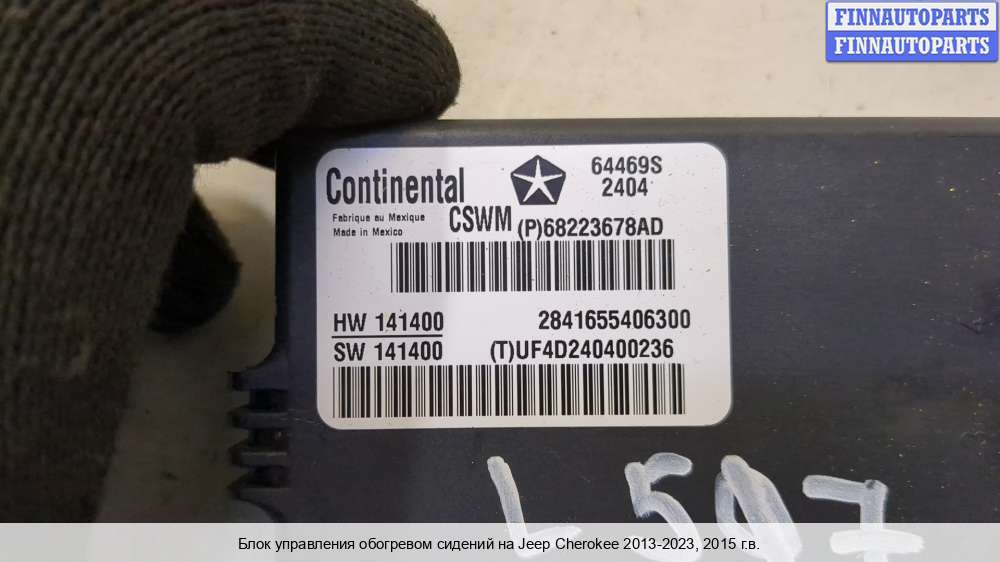 FINNAUTOPARTS
FINNAUTOPARTS
Continental
64469S
2404
Fabrique au Mexique
Made in Mexico
CSWM
(P)68223678AD
HW 141400
2841655406300
SW 141400
(T)UF4D240400236
L507
Блок управления обогревом сидений на Jeep Cherokee 2013-2023, 2015 г.в.